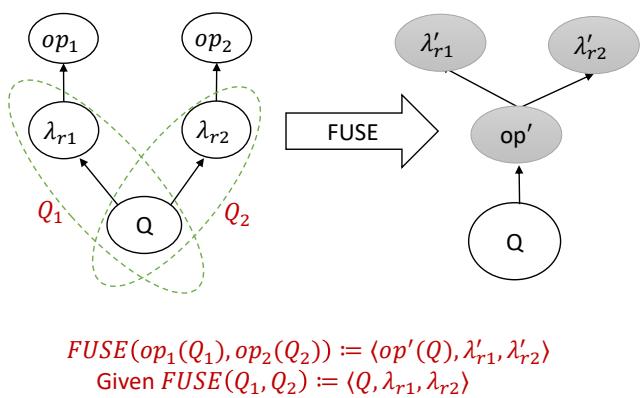 op₁
op₂
λ′ᵣ₁
λ′ᵣ₂
λᵣ₁
λᵣ₂
FUSE
op′
Q₁
Q
Q₂
Q
FUSE(op₁(Q₁), op₂(Q₂)) ≔ ⟨op′(Q), λ′ᵣ₁, λ′ᵣ₂⟩
Given FUSE(Q₁, Q₂) ≔ ⟨Q, λᵣ₁, λᵣ₂⟩